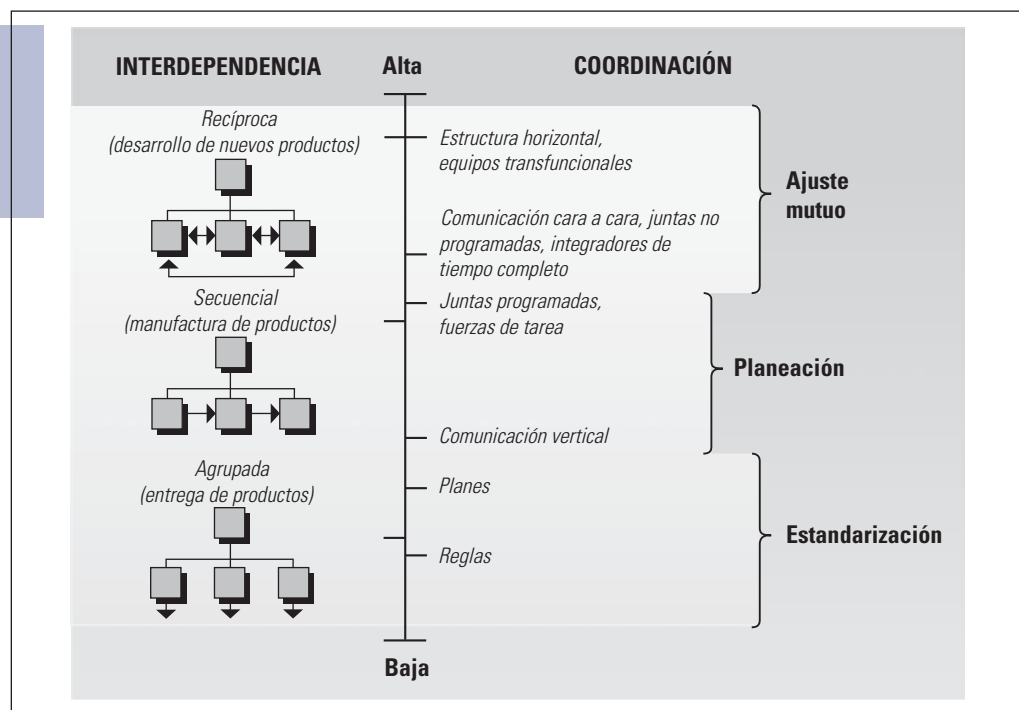 INTERDEPENDENCIA
Alta
COORDINACIÓN
Recíproca
(desarrollo de nuevos productos)
Estructura horizontal,
equipos transfuncionales
Ajuste
mutuo
Comunicación cara a cara, juntas no
programadas, integradores de
tiempo completo
Secuencial
(manufactura de productos)
Juntas programadas,
fuerzas de tarea
Planeación
Comunicación vertical
Agrupada
(entrega de productos)
Planes
Estandarización
Reglas
Baja